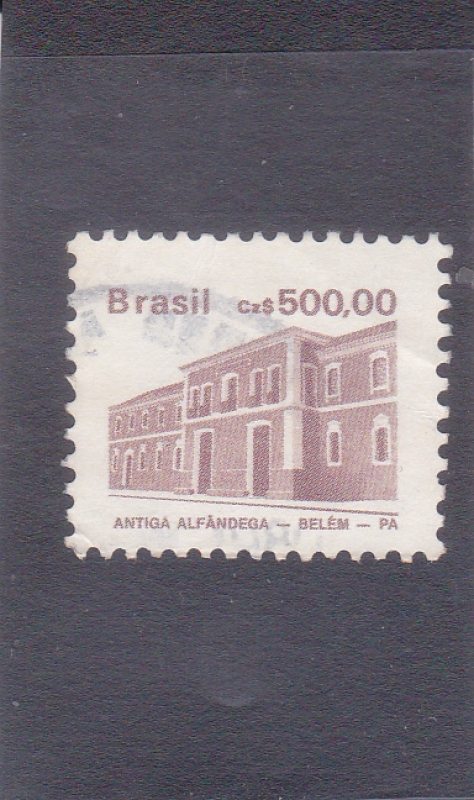 Brasil Cz$500,00
ANTIGA ALFÂNDEGA — BELÉM — PA